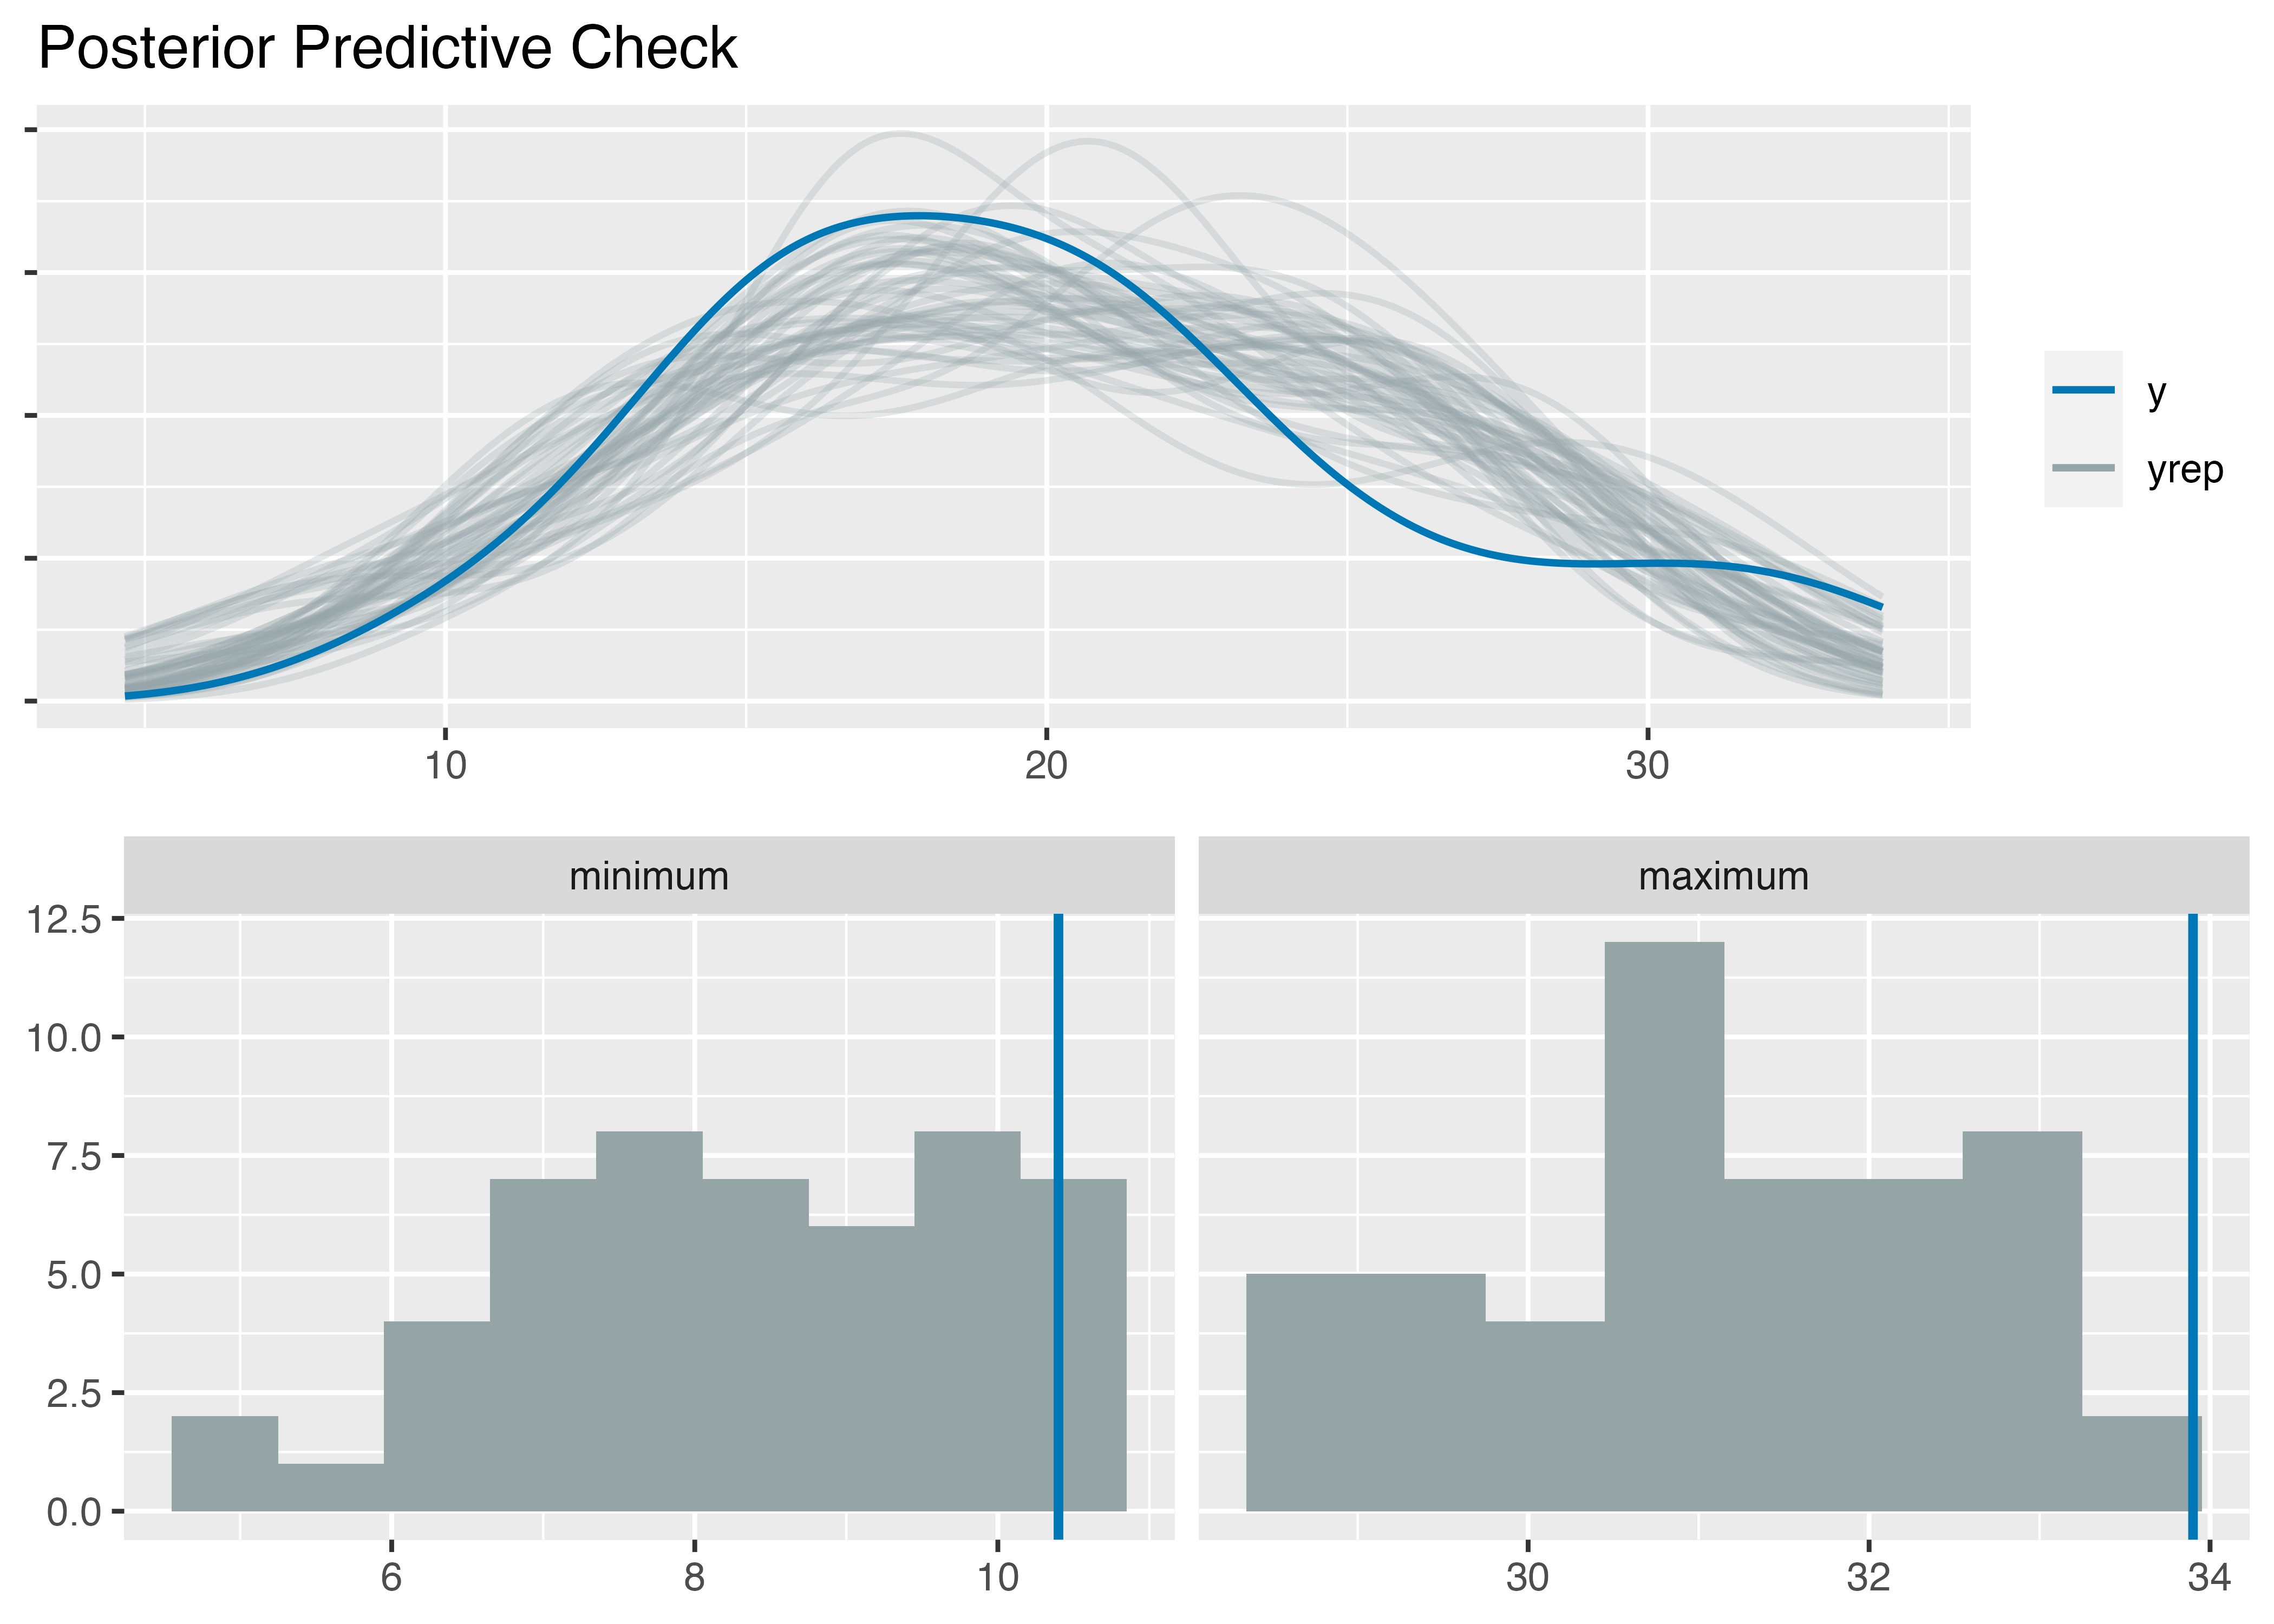 Posterior Predictive Check
y
yrep
10 20 30
minimum maximum
12.5
10.0
7.5
5.0
2.5
0.0
6 8 10 30 32 34